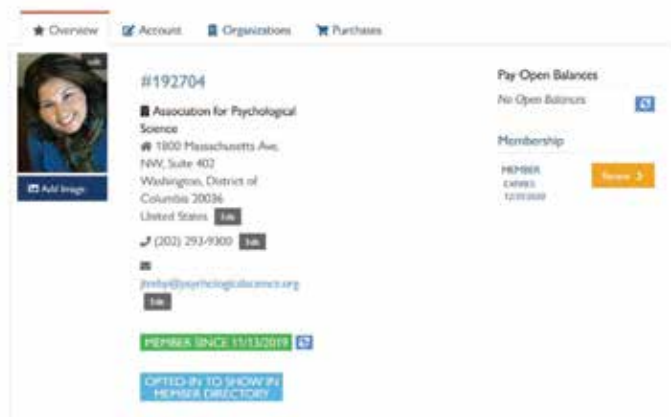 Overview
Account
Organizations
Purchases
Edit
Add Image
#192704
Association for Psychological
Science
1800 Massachusetts Ave.
NW, Suite 402
Washington, District of
Columbia 20036
United States Edit
(202) 293-9300 Edit
Edit
MEMBER SINCE 11/13/2019
OPTED-IN TO SHOW IN
MEMBER DIRECTORY
Pay Open Balances
No Open Balances
Membership
MEMBER
EXPIRES
Renew